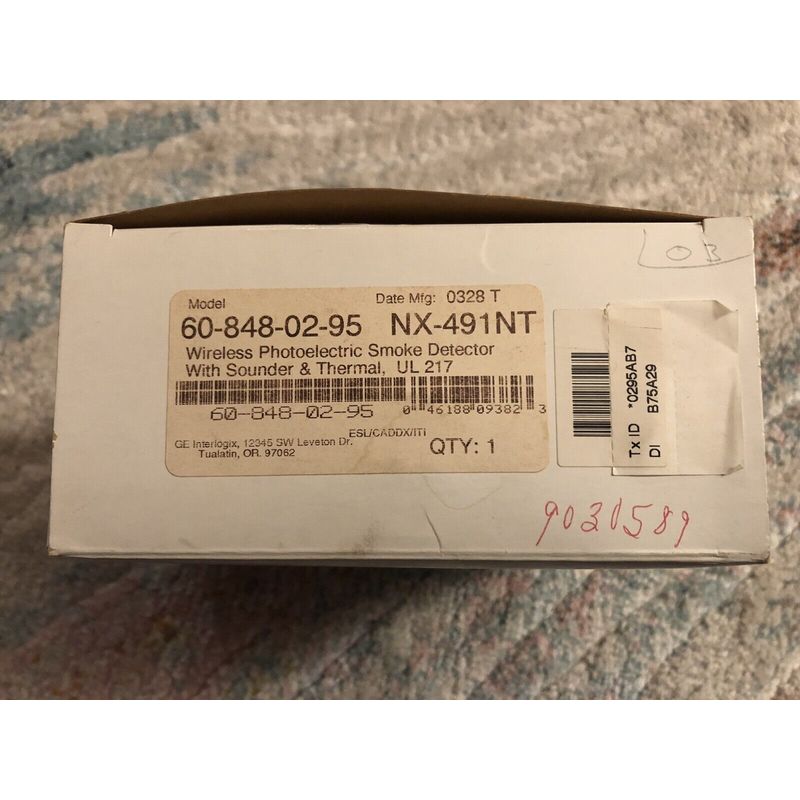 LOB
Model
Date Mfg: 0328 T
60-848-02-95 NX-491NT
Wireless Photoelectric Smoke Detector
With Sounder & Thermal, UL 217
60-848-02-95
0 46188 09382 3
ESL/CADDX/ITI
GE Interlogix, 12345 SW Leveton Dr.
Tualatin, OR. 97062
QTY: 1
Tx ID *0295AB7
DI B75A29
9030589